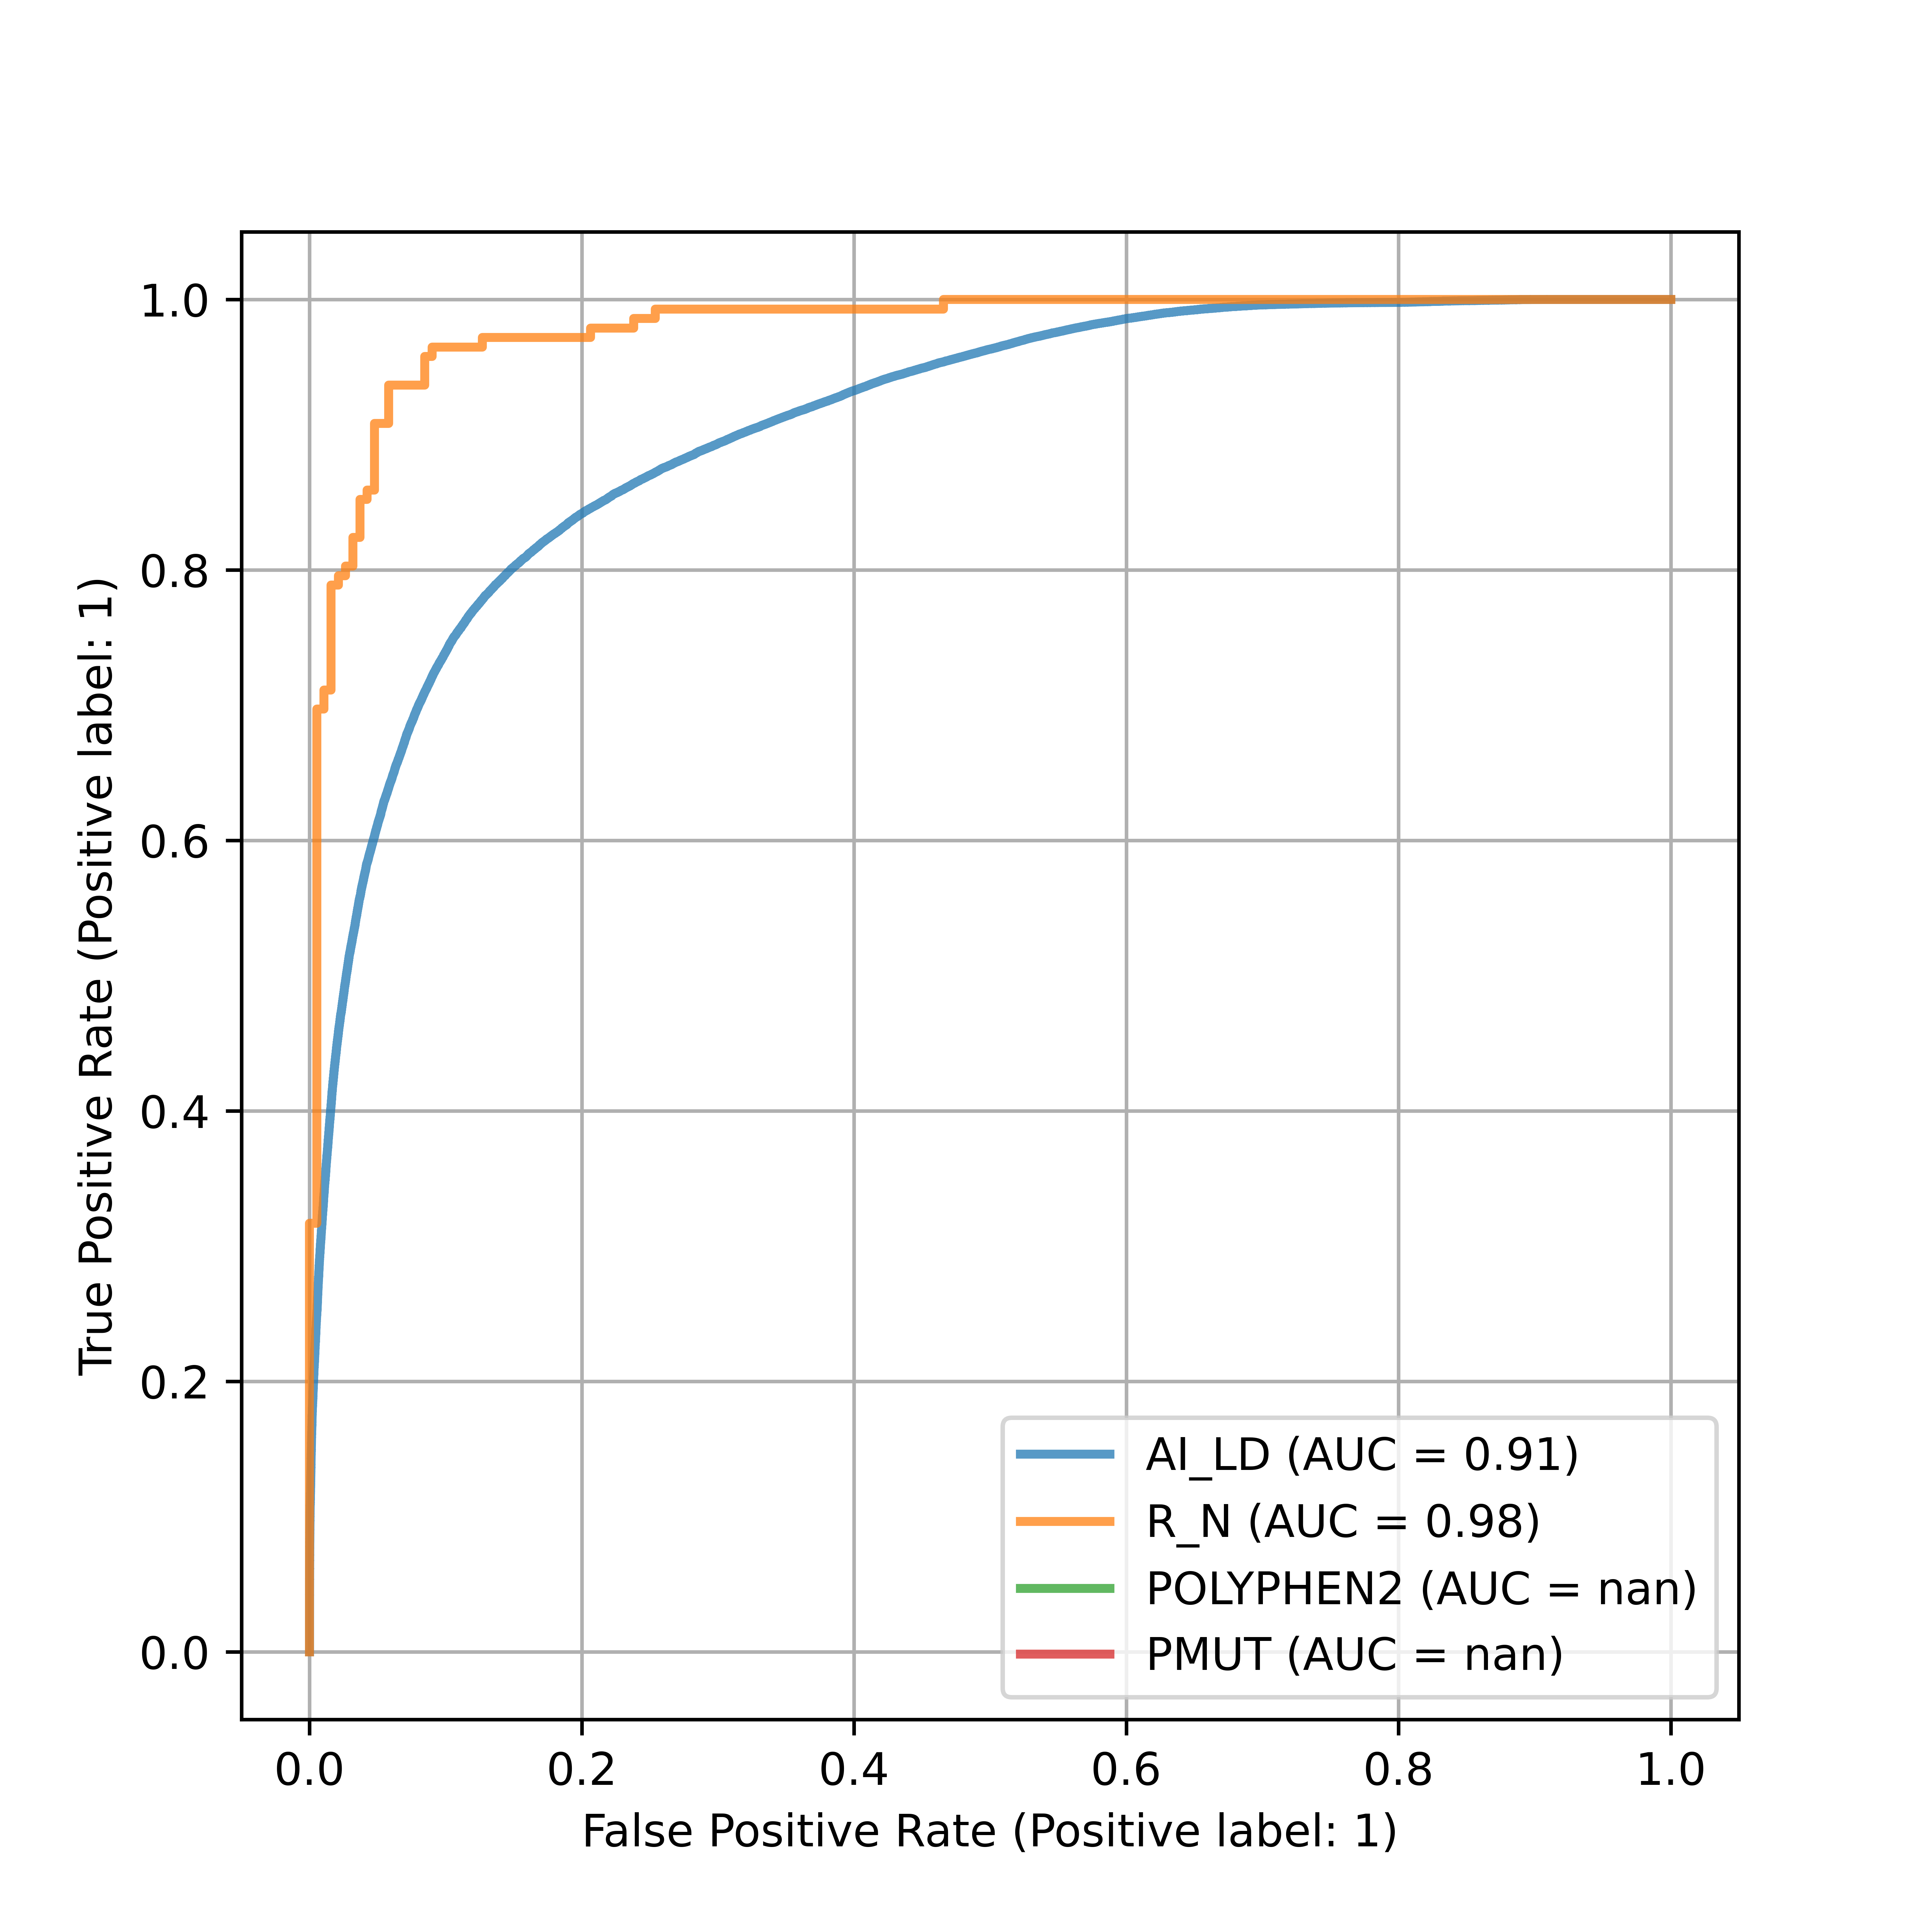 1.0
0.8
0.6
0.4
0.2
0.0
True Positive Rate (Positive label: 1)
AI_LD (AUC = 0.91)
R_N (AUC = 0.98)
POLYPHEN2 (AUC = nan)
PMUT (AUC = nan)
0.0 0.2 0.4 0.6 0.8 1.0
False Positive Rate (Positive label: 1)